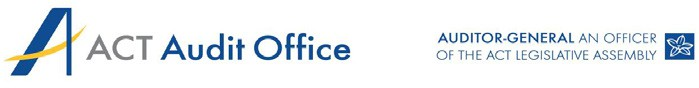 ACT Audit Office
AUDITOR-GENERAL AN OFFICER
OF THE ACT LEGISLATIVE ASSEMBLY